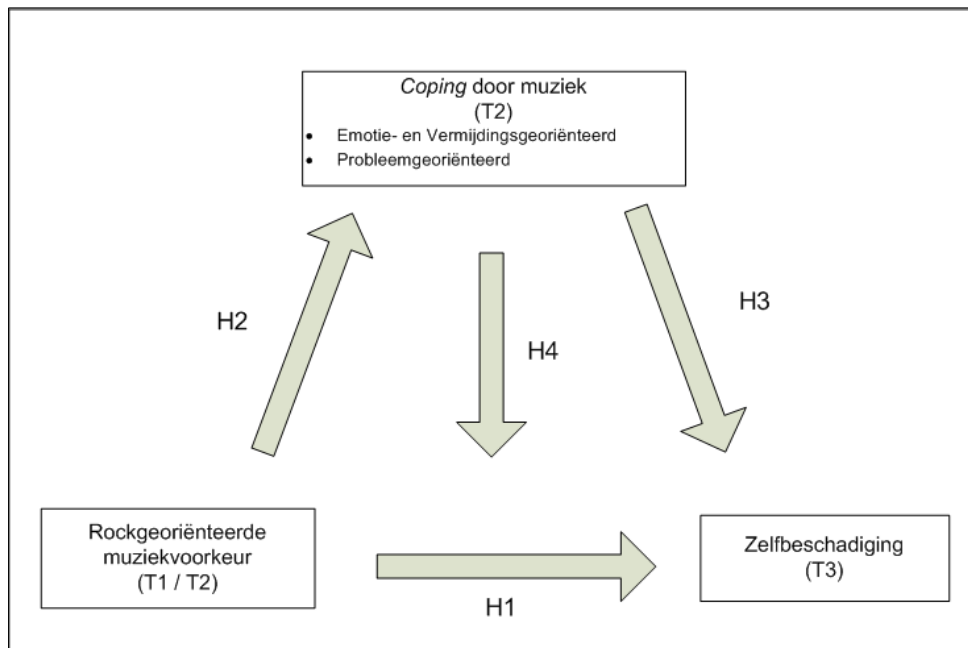 Coping door muziek
(T2)
• Emotie- en Vermijdingsgeoriënteerd
• Probleemgeoriënteerd
H2
H4
H3
Rockgeoriënteerde
muziekvoorkeur
(T1 / T2)
H1
Zelfbeschadiging
(T3)